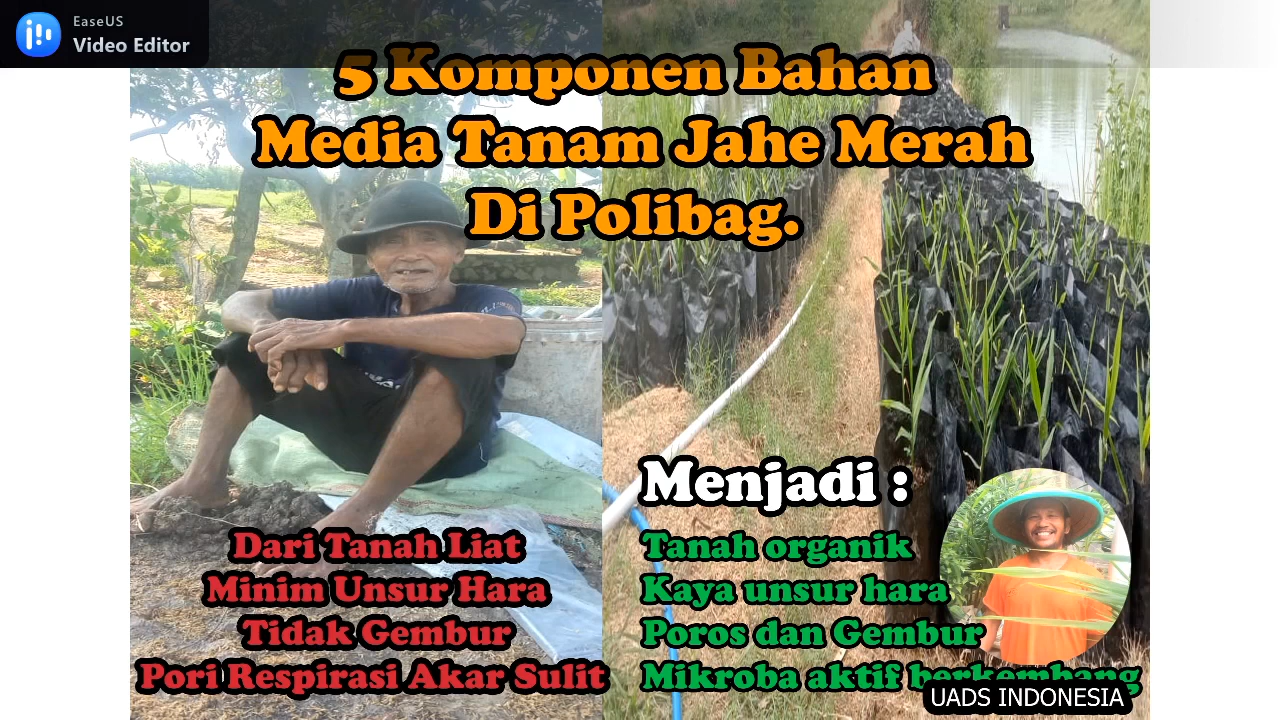 EaseUS
Video Editor
5 Komponen Bahan
Media Tanam Jahe Merah
Di Polibag.
Menjadi :
Dari Tanah Liat
Minim Unsur Hara
Tidak Gembur
Pori Respirasi Akar Sulit
Tanah organik
Kaya unsur hara
Poros dan Gembur
Mikroba aktif berkembang
UADS INDONESIA